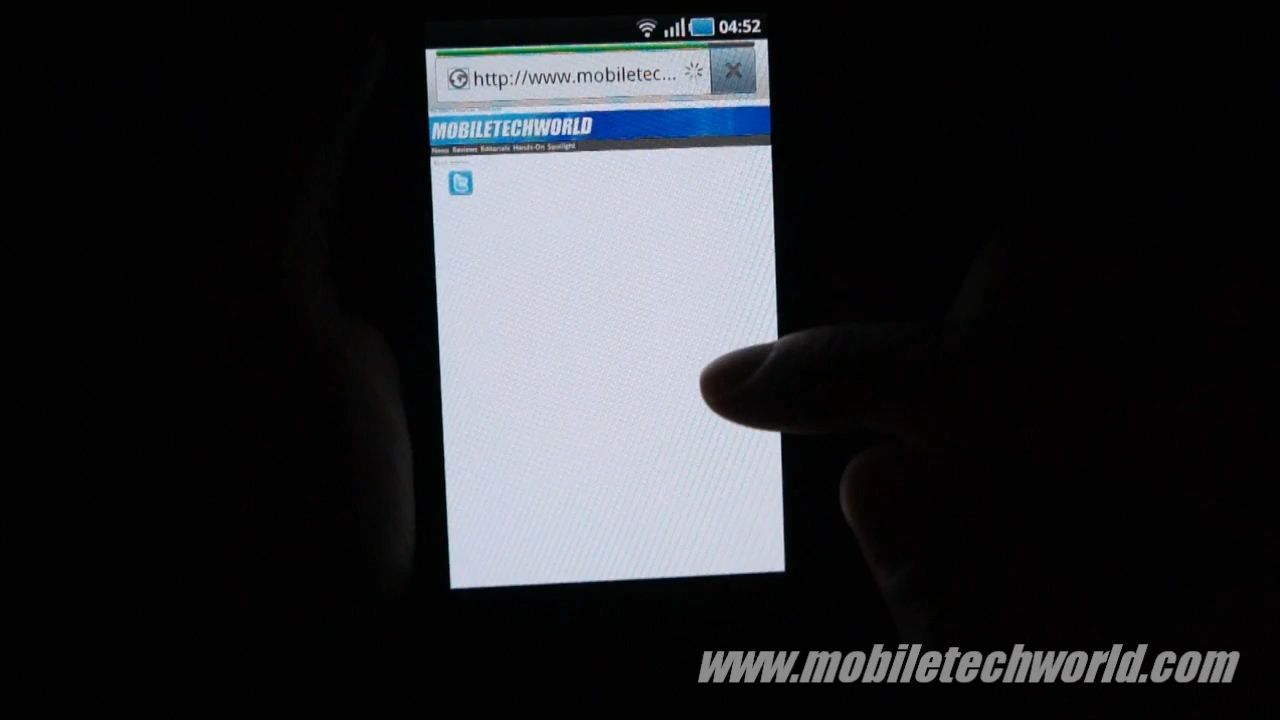 04:52
http://www.mobiletec...
MOBILETECHWORLD
News Reviews Editorials Hands-On Spotlight
www.mobiletechworld.com